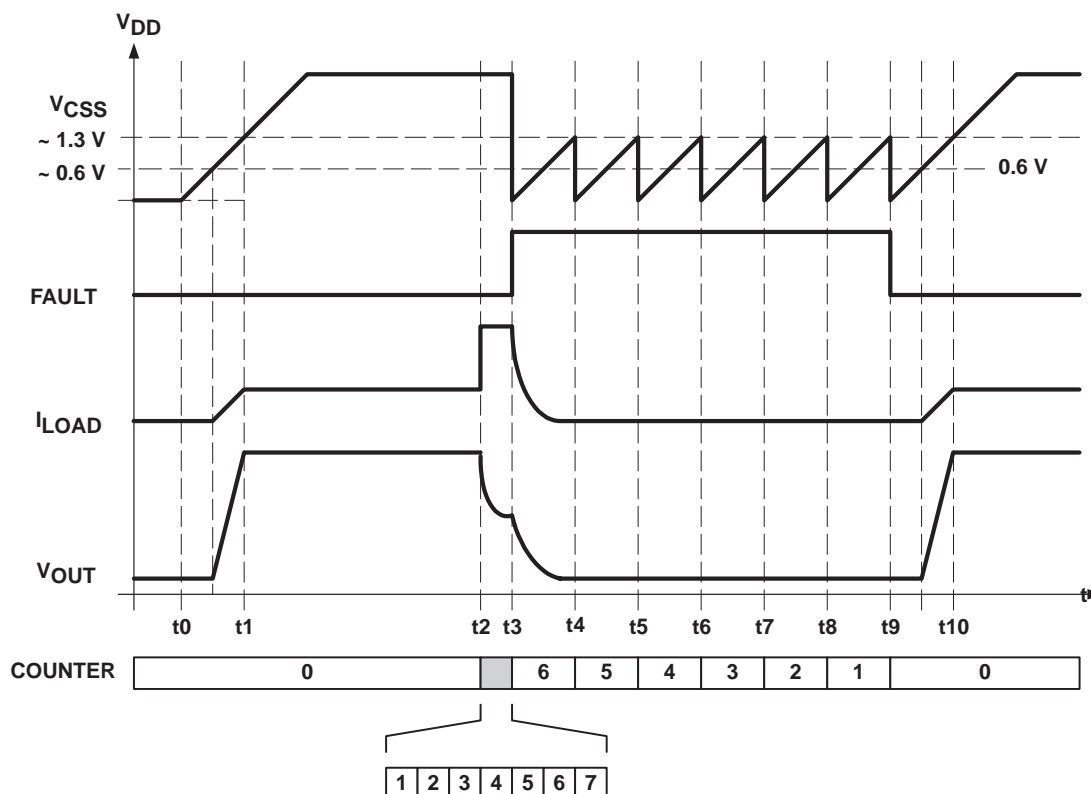 VDD
VCSS
~ 1.3 V
~ 0.6 V
0.6 V
FAULT
ILOAD
VOUT
t
t0 t1 t2 t3 t4 t5 t6 t7 t8 t9 t10
COUNTER 0 6 5 4 3 2 1 0
1 2 3 4 5 6 7